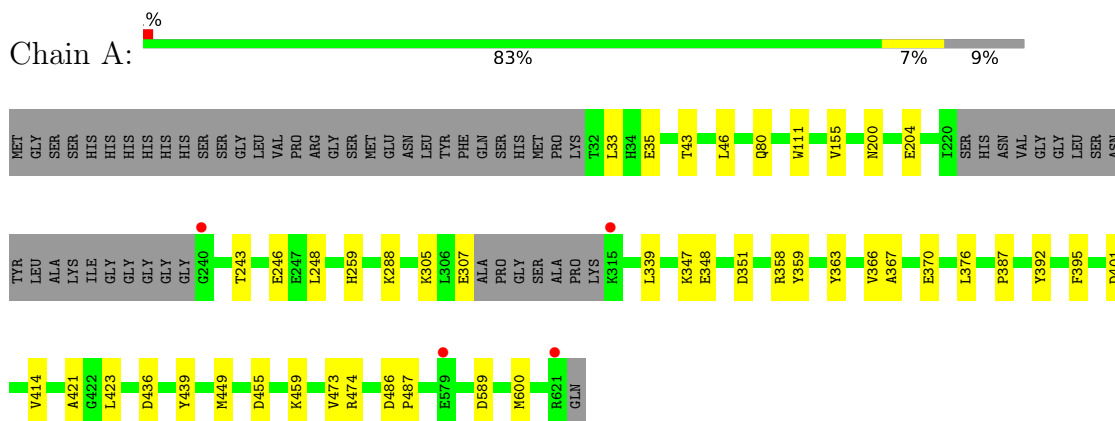 %
Chain A:
83% 7% 9%
MET GLY SER SER HIS HIS HIS HIS HIS HIS SER SER GLY LEU VAL PRO ARG GLY SER MET GLU ASN LEU TYR PHE GLN SER HIS MET PRO LYS T32 L33 H34 E35 T43 L46 Q80 W111 V155 N200 E204 I220 SER HIS ASN VAL GLY GLY LEU SER ASN
TYR LEU ALA LYS ILE GLY GLY GLY GLY GLY G240 T243 E246 E247 L248 H259 K288 K305 L306 E307 ALA PRO GLY SER ALA PRO LYS K315 L339 K347 E348 D351 R358 Y359 Y363 V366 A367 E370 L376 P387 Y392 F395
V414 A421 G422 L423 D436 Y439 M449 D455 K459 V473 R474 D486 P487 E579 D589 M600 R621 GLN